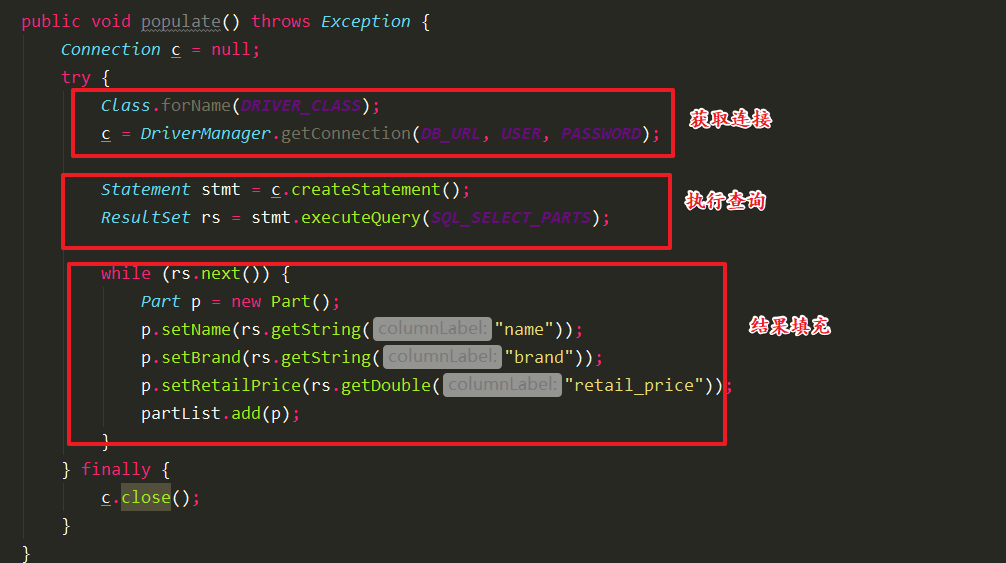 public void populate() throws Exception {
Connection c = null;
try {
Class.forName(DRIVER_CLASS);
c = DriverManager.getConnection(DB_URL, USER, PASSWORD);
获取连接
Statement stmt = c.createStatement();
ResultSet rs = stmt.executeQuery(SQL_SELECT_PARTS);
执行查询
while (rs.next()) {
Part p = new Part();
p.setName(rs.getString( columnLabel: "name"));
p.setBrand(rs.getString( columnLabel: "brand"));
p.setRetailPrice(rs.getDouble( columnLabel: "retail_price"));
partList.add(p);
}
结果填充
} finally {
c.close();
}
}